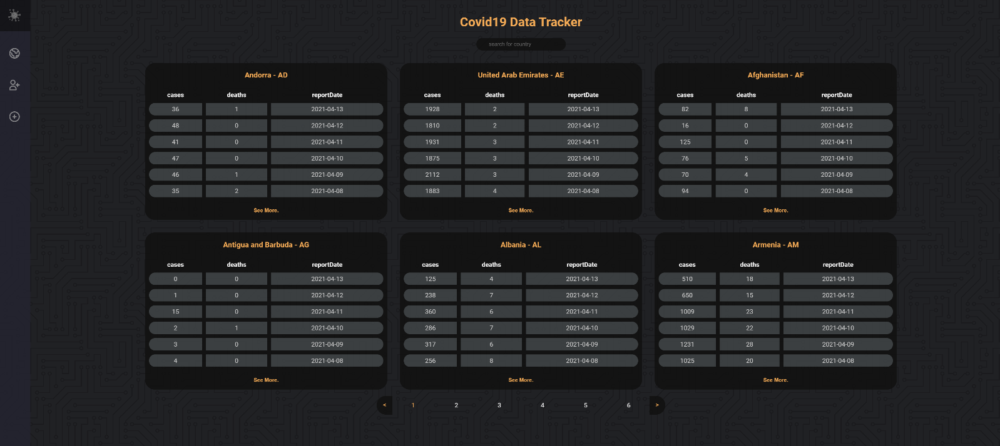 Covid19 Data Tracker
search for country
Andorra - AD
cases deaths reportDate
36 1 2021-04-13
48 0 2021-04-12
41 0 2021-04-11
47 0 2021-04-10
46 1 2021-04-09
35 2 2021-04-08
See More.
United Arab Emirates - AE
cases deaths reportDate
1928 2 2021-04-13
1810 2 2021-04-12
1931 3 2021-04-11
1875 3 2021-04-10
2112 3 2021-04-09
1883 4 2021-04-08
See More.
Afghanistan - AF
cases deaths reportDate
82 8 2021-04-13
16 0 2021-04-12
125 0 2021-04-11
76 5 2021-04-10
70 4 2021-04-09
94 0 2021-04-08
See More.
Antigua and Barbuda - AG
cases deaths reportDate
0 0 2021-04-13
1 0 2021-04-12
15 0 2021-04-11
2 1 2021-04-10
3 0 2021-04-09
4 0 2021-04-08
See More.
Albania - AL
cases deaths reportDate
125 4 2021-04-13
238 7 2021-04-12
360 6 2021-04-11
286 7 2021-04-10
317 6 2021-04-09
256 8 2021-04-08
See More.
Armenia - AM
cases deaths reportDate
510 18 2021-04-13
650 15 2021-04-12
1009 23 2021-04-11
1029 22 2021-04-10
1231 28 2021-04-09
1025 20 2021-04-08
See More.
< 1 2 3 4 5 6 >